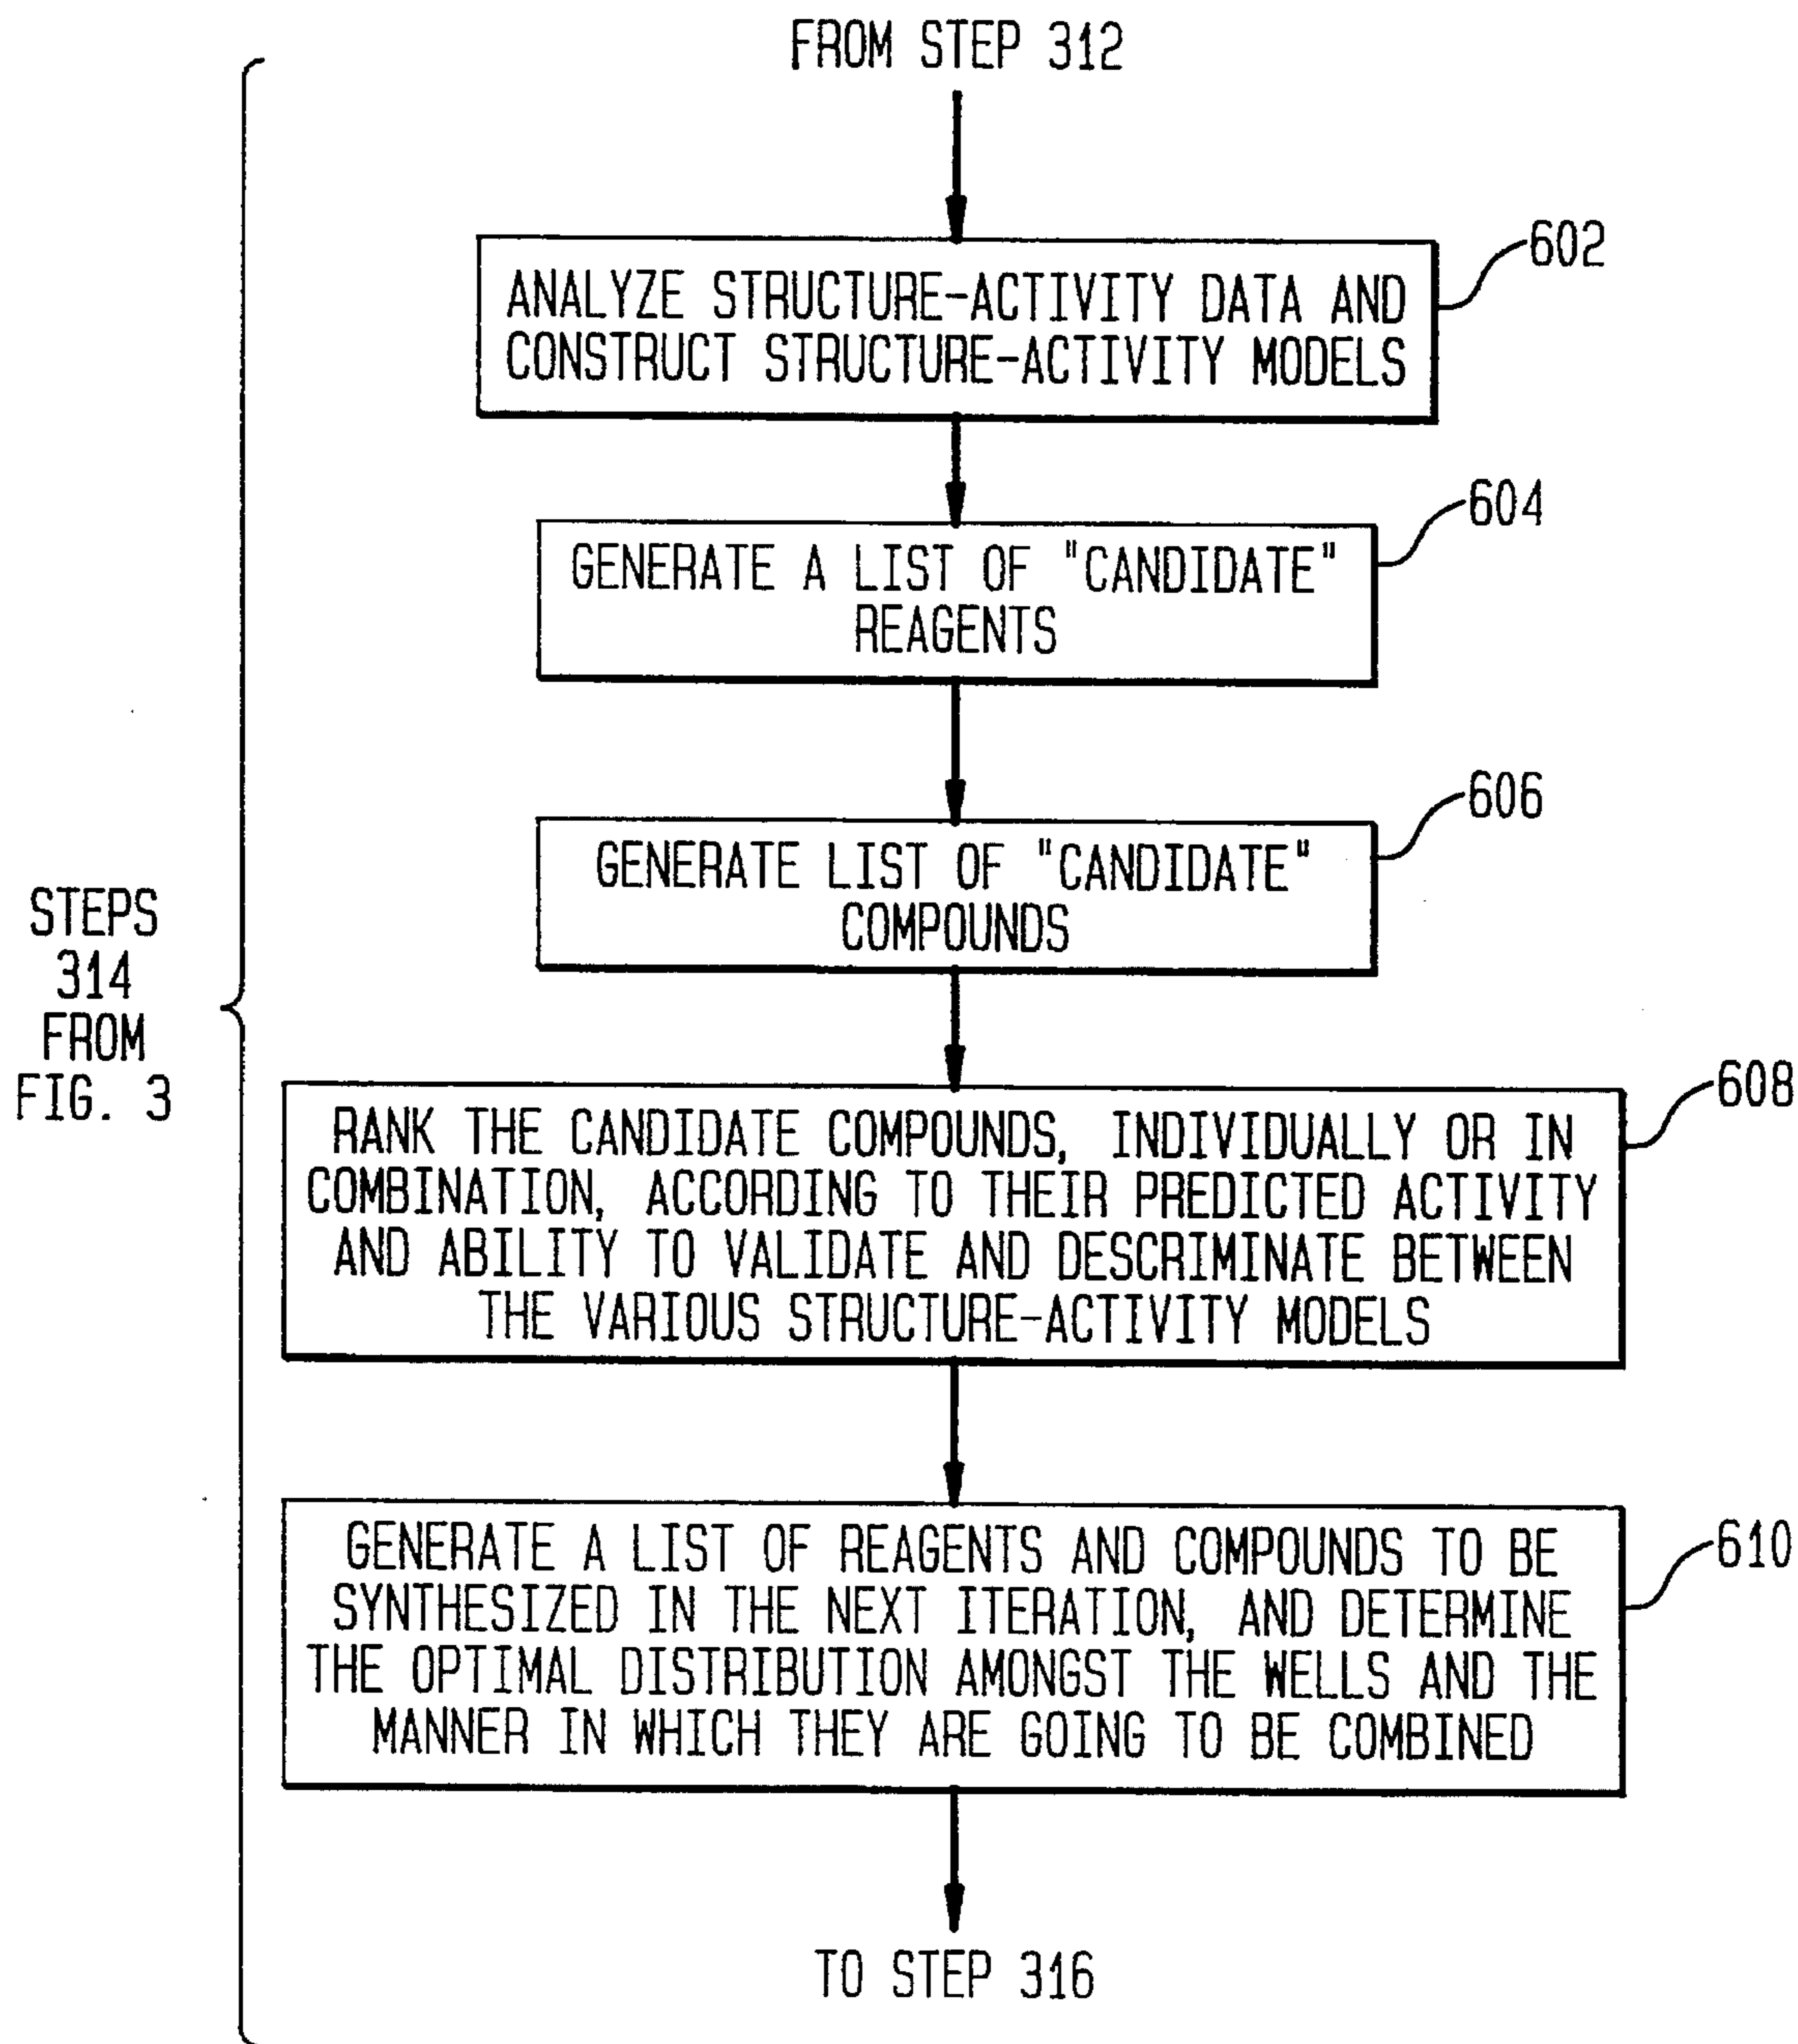 FROM STEP 312
602
ANALYZE STRUCTURE-ACTIVITY DATA AND
CONSTRUCT STRUCTURE-ACTIVITY MODELS
604
GENERATE A LIST OF "CANDIDATE"
REAGENTS
606
GENERATE LIST OF "CANDIDATE"
COMPOUNDS
STEPS
314
FROM
FIG. 3
608
RANK THE CANDIDATE COMPOUNDS, INDIVIDUALLY OR IN
COMBINATION, ACCORDING TO THEIR PREDICTED ACTIVITY
AND ABILITY TO VALIDATE AND DESCRIMINATE BETWEEN
THE VARIOUS STRUCTURE-ACTIVITY MODELS
610
GENERATE A LIST OF REAGENTS AND COMPOUNDS TO BE
SYNTHESIZED IN THE NEXT ITERATION, AND DETERMINE
THE OPTIMAL DISTRIBUTION AMONGST THE WELLS AND THE
MANNER IN WHICH THEY ARE GOING TO BE COMBINED
TO STEP 316